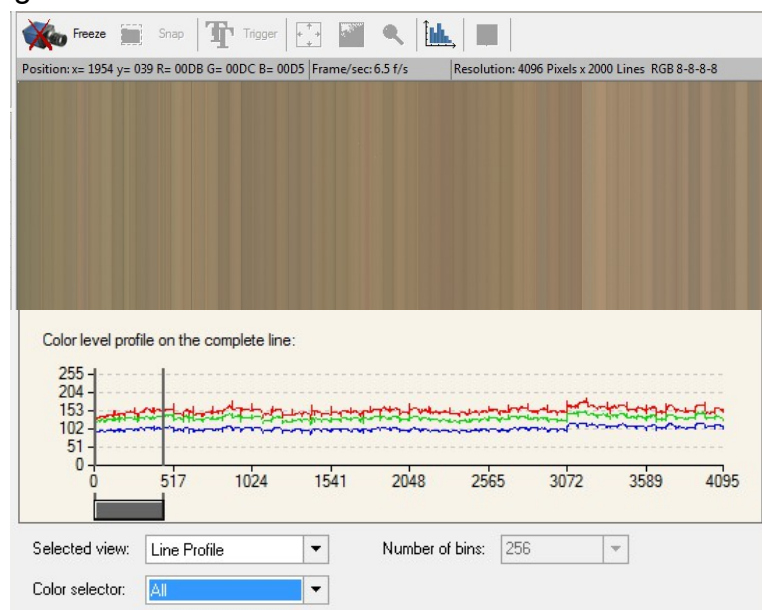 Freeze Snap Trigger
Position: x= 1954 y= 039 R= 00DB G= 00DC B= 00D5 Frame/sec: 6.5 f/s Resolution: 4096 Pixels x 2000 Lines RGB 8-8-8-8
Color level profile on the complete line:
255
204
153
102
51
0
0 517 1024 1541 2048 2565 3072 3589 4095
Selected view: Line Profile Number of bins: 256
Color selector: All